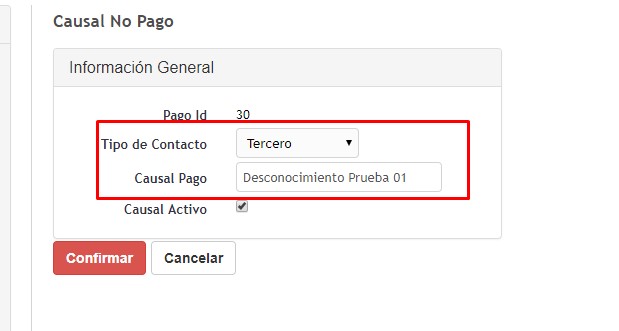 Causal No Pago
Información General
Pago Id 30
Tipo de Contacto Tercero
Causal Pago Desconocimiento Prueba 01
Causal Activo
Confirmar Cancelar